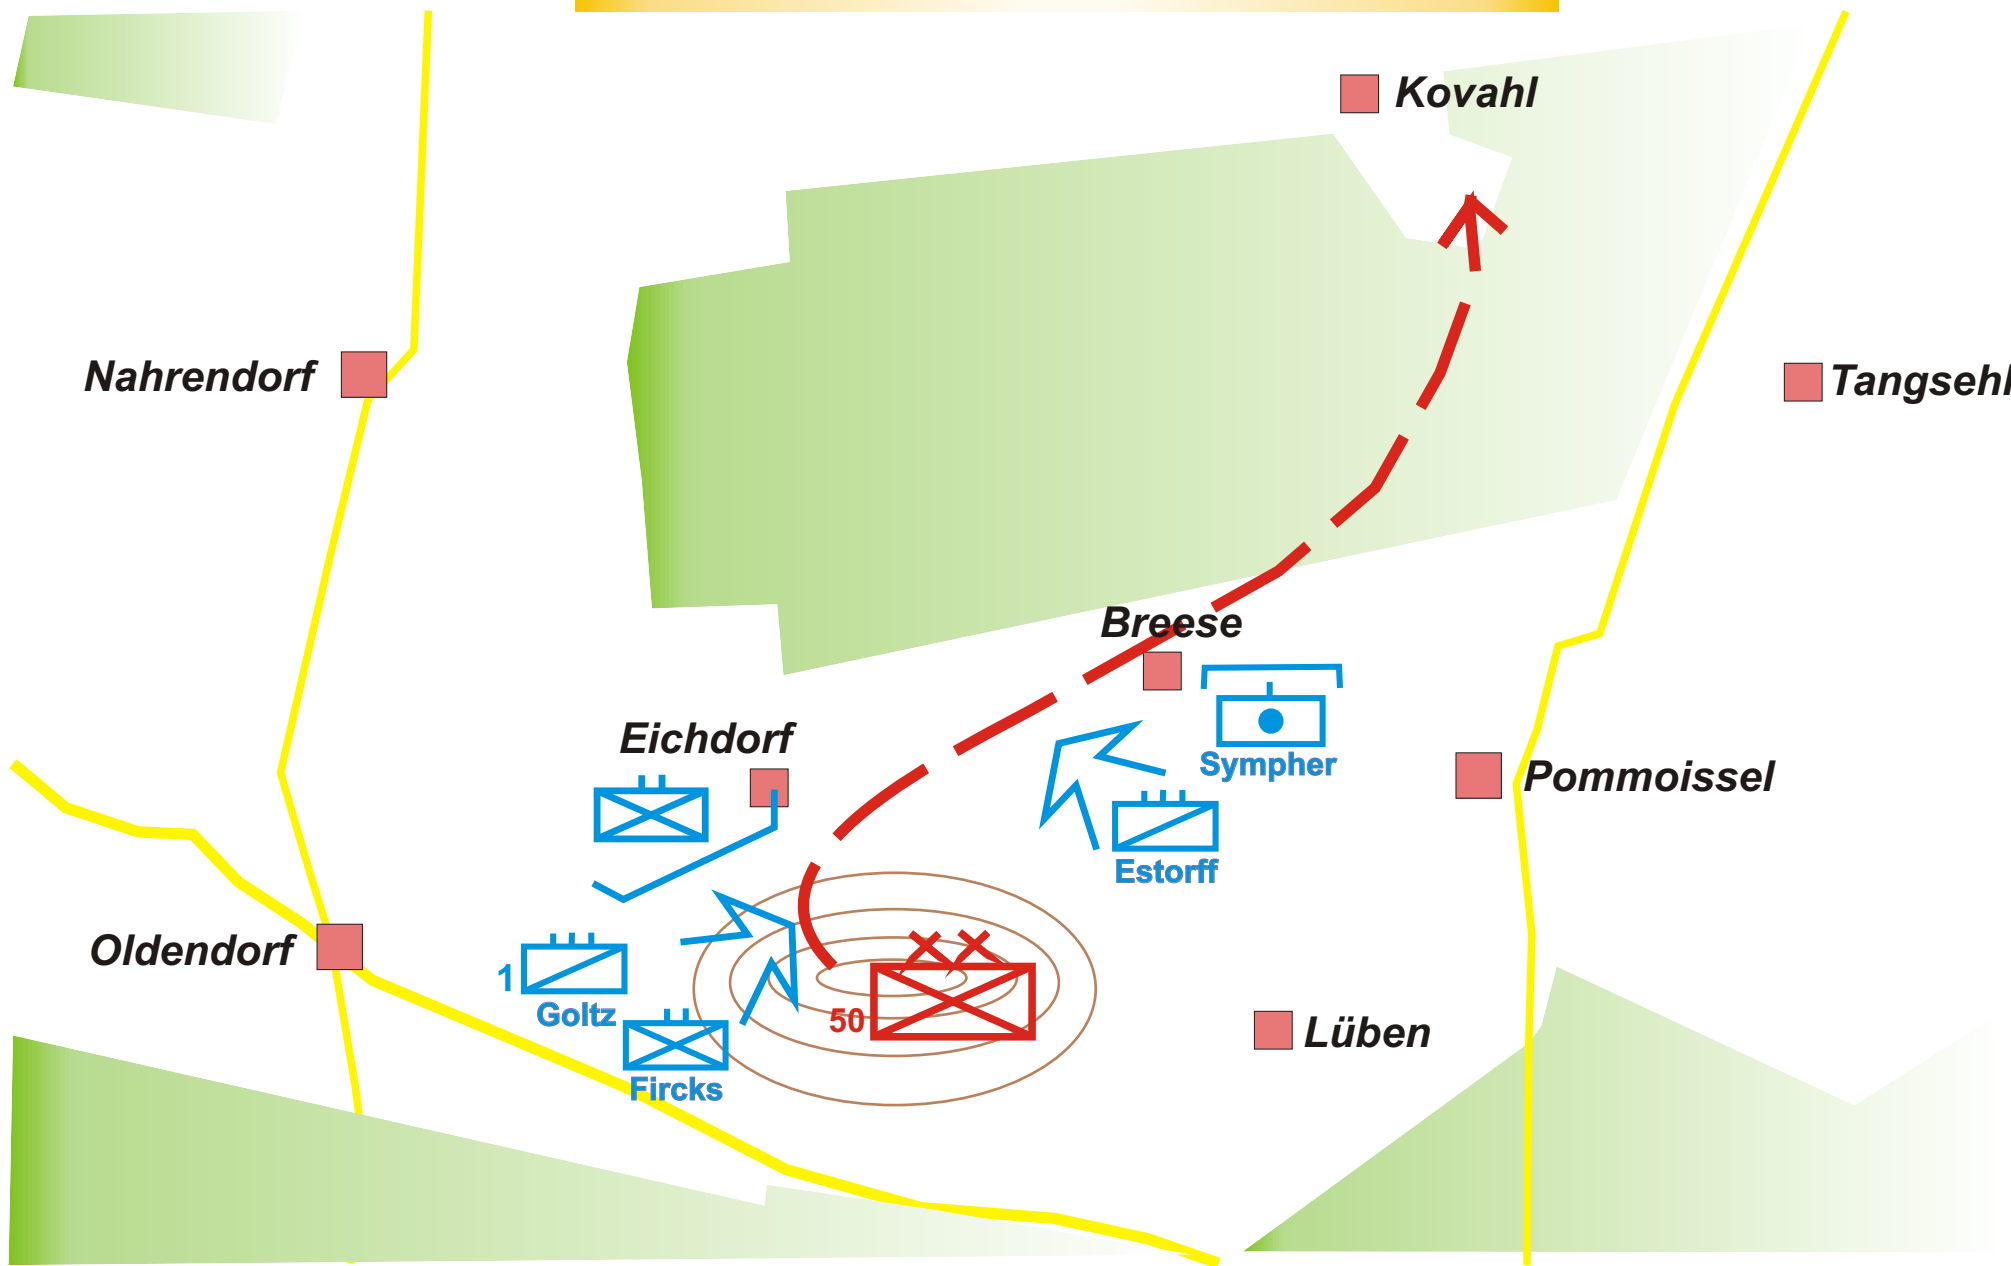 Kovahl
Nahrendorf
Tangsehl
Breese
Eichdorf
Sympher
Pommoissel
Estorff
Oldendorf
1
Goltz
50
Lüben
Fircks